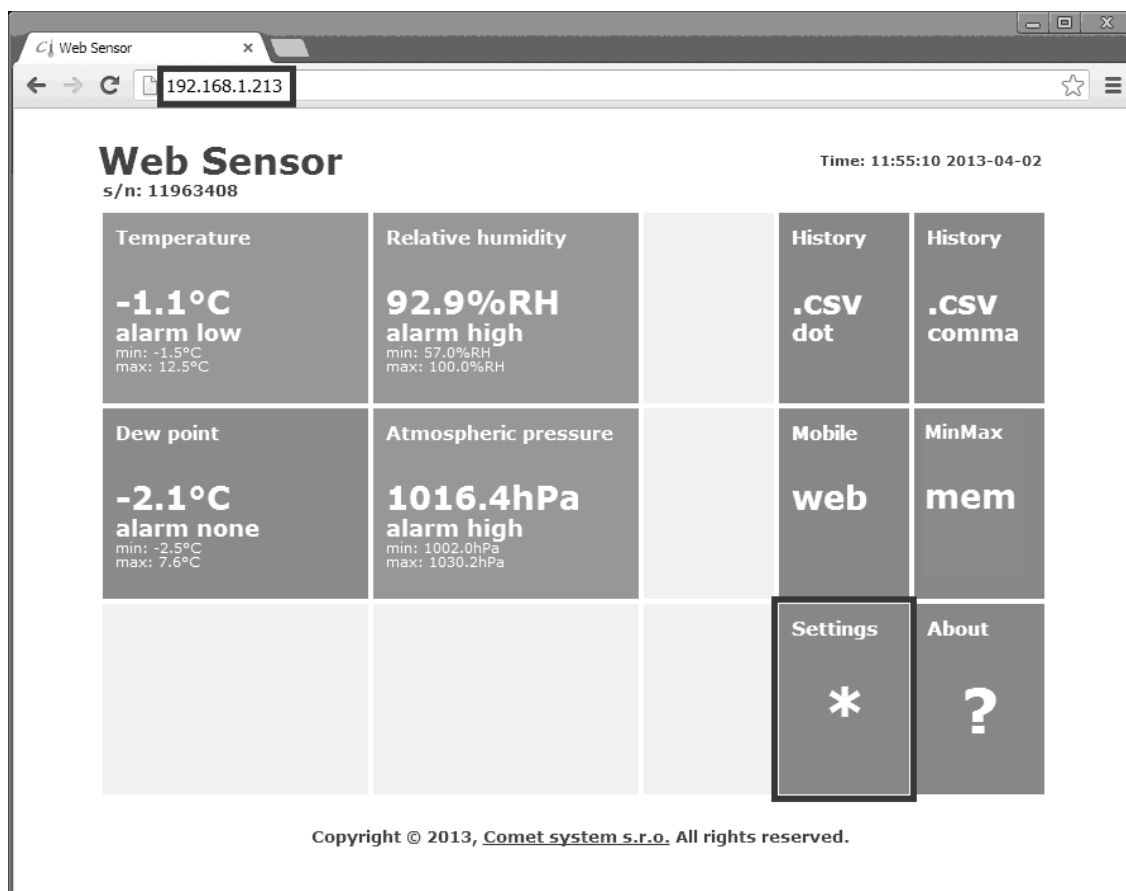 Web Sensor
192.168.1.213
Web Sensor
s/n: 11963408
Time: 11:55:10 2013-04-02
Temperature
-1.1°C
alarm low
min: -1.5°C
max: 12.5°C
Relative humidity
92.9%RH
alarm high
min: 57.0%RH
max: 100.0%RH
History
.csv
dot
History
.csv
comma
Dew point
-2.1°C
alarm none
min: -2.5°C
max: 7.6°C
Atmospheric pressure
1016.4hPa
alarm high
min: 1002.0hPa
max: 1030.2hPa
Mobile
web
MinMax
mem
Settings
*
About
?
Copyright © 2013, Comet system s.r.o. All rights reserved.